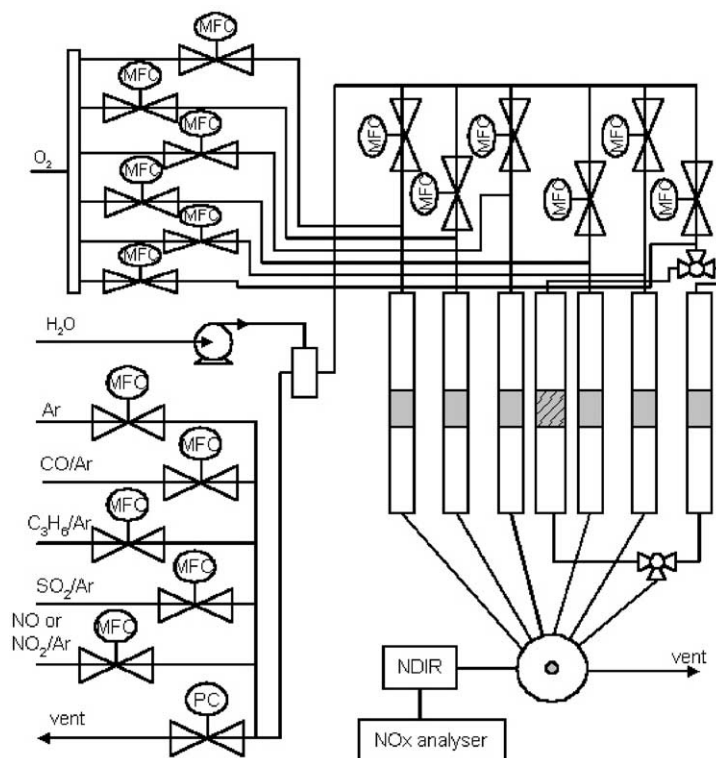 MFC
MFC
MFC
MFC
MFC
MFC
O₂
MFC
MFC
MFC
MFC
MFC
MFC
H₂O
MFC
Ar
MFC
CO/Ar
MFC
C₃H₆/Ar
MFC
SO₂/Ar
MFC
NO or
NO₂/Ar
PC
vent
NDIR
vent
NOx analyser